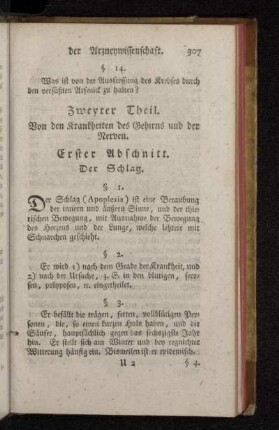 der Arzneywissenschaft. 307
§ 14.
Was ist von der Ausfressung des Krebses durch
den versüßten Arsenick zu halten?
Zweyter Theil.
Von den Krankheiten des Gehirns und der
Nerven.
Erster Abschnitt.
Der Schlag.
§ 1.
Der Schlag (Apoplexis) ist eine Beraubung
der innern und äußern Sinne, und der thie-
rischen Bewegung, mit Ausnahme der Bewegung
des Herzens und der Lunge, welche letztere mit
Schnarchen geschieht.
§ 2.
Er wird 1) nach dem Grade der Krankheit, und
2) nach der Ursache, z. E. in den blutigen, serö-
sen, polyposen, ec. eingetheilet.
§ 3.
Er befällt die trägen, fetten, vollblütigen Per-
sonen, die, so einen kurzen Hals haben, und die
Säufer, hauptsächlich gegen das sechzigste Jahr
hin. Er stellt sich am Winter und bey regnichter
Witterung häufig ein. Bisweilen ist er epidemisch.
U 2 § 4.